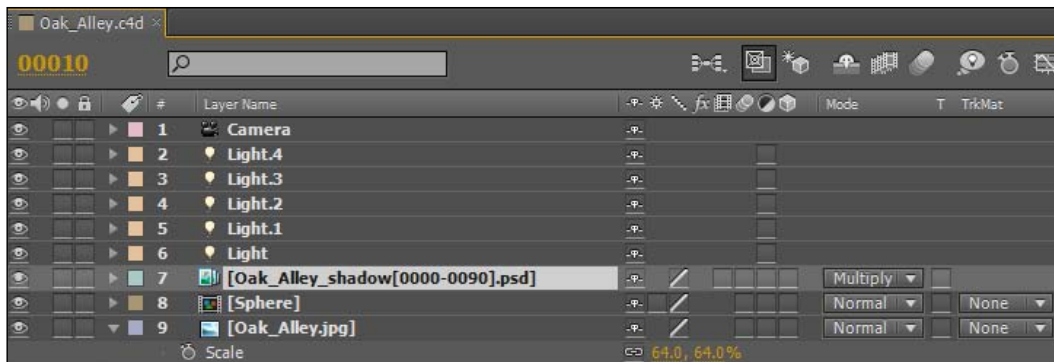 Oak_Alley.c4d
00010
# Layer Name fx Mode T TrkMat
1 Camera
2 Light.4
3 Light.3
4 Light.2
5 Light.1
6 Light
7 [Oak_Alley_shadow[0000-0090].psd] Multiply
8 [Sphere] Normal None
9 [Oak_Alley.jpg] Normal None
Scale 64.0, 64.0%